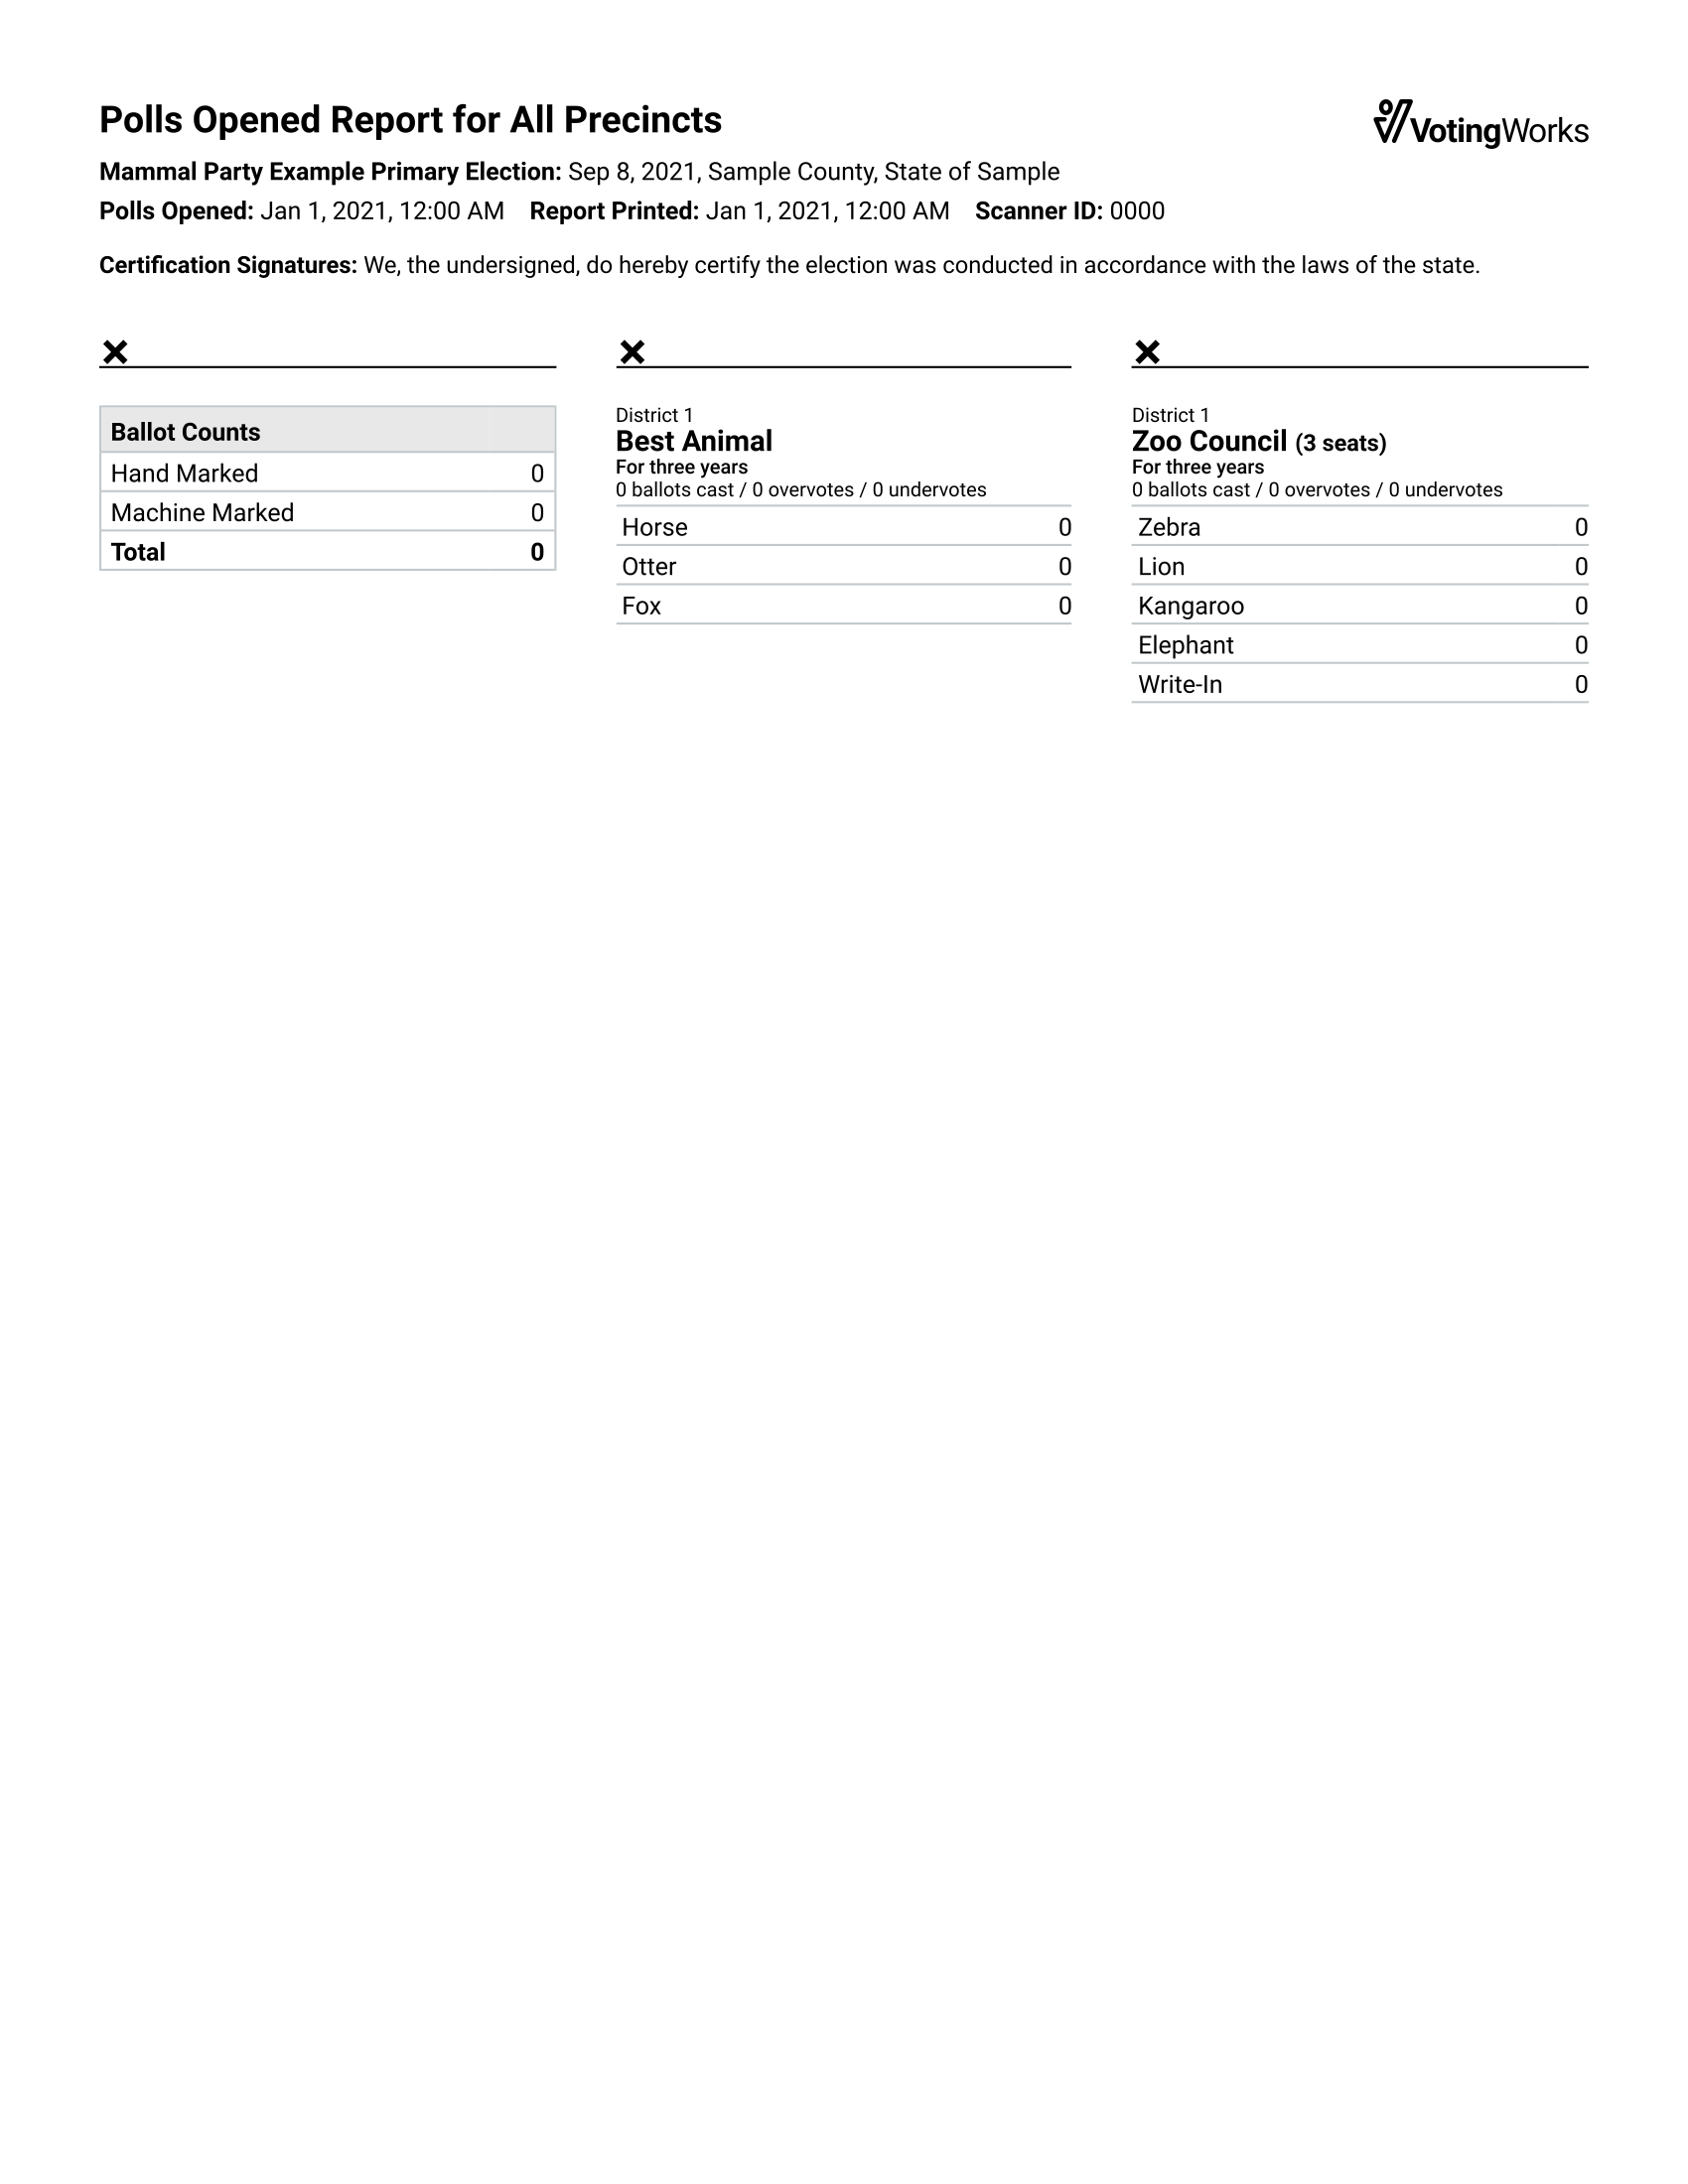 Polls Opened Report for All Precincts
VotingWorks
Mammal Party Example Primary Election: Sep 8, 2021, Sample County, State of Sample
Polls Opened: Jan 1, 2021, 12:00 AM Report Printed: Jan 1, 2021, 12:00 AM Scanner ID: 0000
Certification Signatures: We, the undersigned, do hereby certify the election was conducted in accordance with the laws of the state.
Ballot Counts
Hand Marked 0
Machine Marked 0
Total 0
District 1
Best Animal
For three years
0 ballots cast / 0 overvotes / 0 undervotes
Horse 0
Otter 0
Fox 0
District 1
Zoo Council (3 seats)
For three years
0 ballots cast / 0 overvotes / 0 undervotes
Zebra 0
Lion 0
Kangaroo 0
Elephant 0
Write-In 0